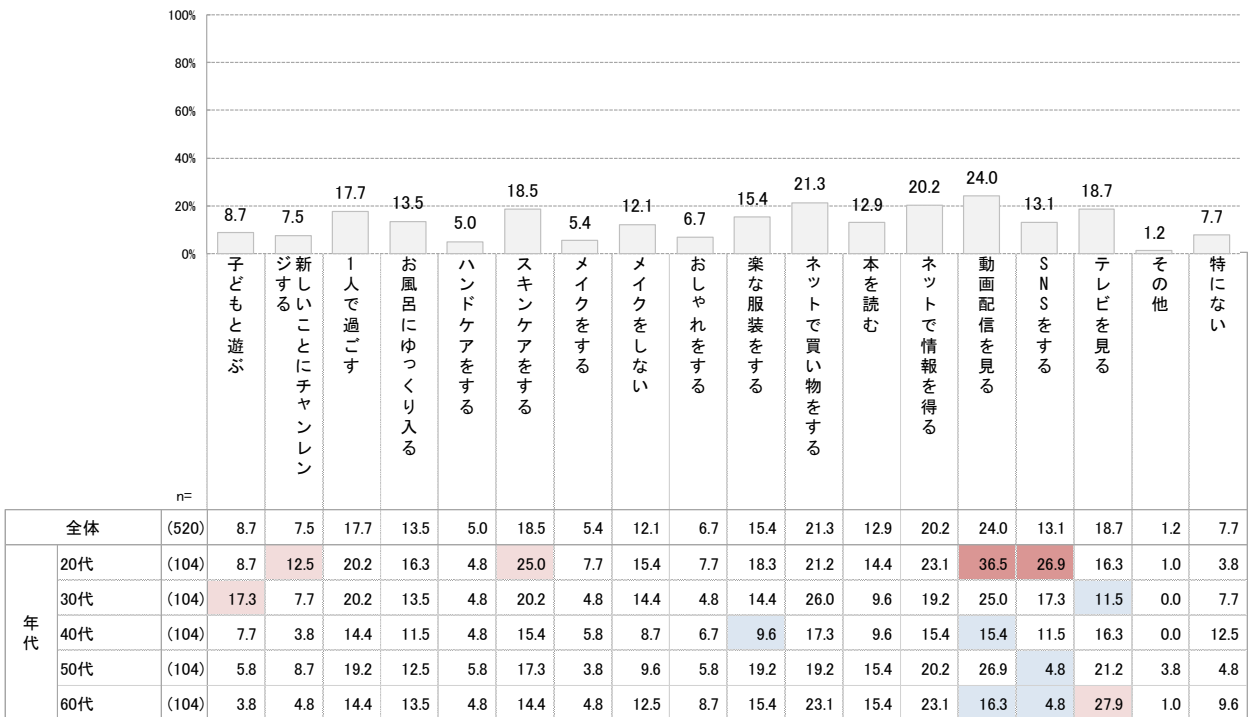 100%
80%
60%
40%
20%
0%
8.7 7.5 17.7 13.5 5.0 18.5 5.4 12.1 6.7 15.4 21.3 12.9 20.2 24.0 13.1 18.7 1.2 7.7
子どもと遊ぶ
新しいことにチャンレン
ジする
1人で過ごす
お風呂にゆっくり入る
ハンドケアをする
スキンケアをする
メイクをする
メイクをしない
おしゃれをする
楽な服装をする
ネットで買い物をする
本を読む
ネットで情報を得る
動画配信を見る
SNSをする
テレビを見る
その他
特にない
n=
全体 (520) 8.7 7.5 17.7 13.5 5.0 18.5 5.4 12.1 6.7 15.4 21.3 12.9 20.2 24.0 13.1 18.7 1.2 7.7
年代
20代 (104) 8.7 12.5 20.2 16.3 4.8 25.0 7.7 15.4 7.7 18.3 21.2 14.4 23.1 36.5 26.9 16.3 1.0 3.8
30代 (104) 17.3 7.7 20.2 13.5 4.8 20.2 4.8 14.4 4.8 14.4 26.0 9.6 19.2 25.0 17.3 11.5 0.0 7.7
40代 (104) 7.7 3.8 14.4 11.5 4.8 15.4 5.8 8.7 6.7 9.6 17.3 9.6 15.4 15.4 11.5 16.3 0.0 12.5
50代 (104) 5.8 8.7 19.2 12.5 5.8 17.3 3.8 9.6 5.8 19.2 19.2 15.4 20.2 26.9 4.8 21.2 3.8 4.8
60代 (104) 3.8 4.8 14.4 13.5 4.8 14.4 4.8 12.5 8.7 15.4 23.1 15.4 23.1 16.3 4.8 27.9 1.0 9.6